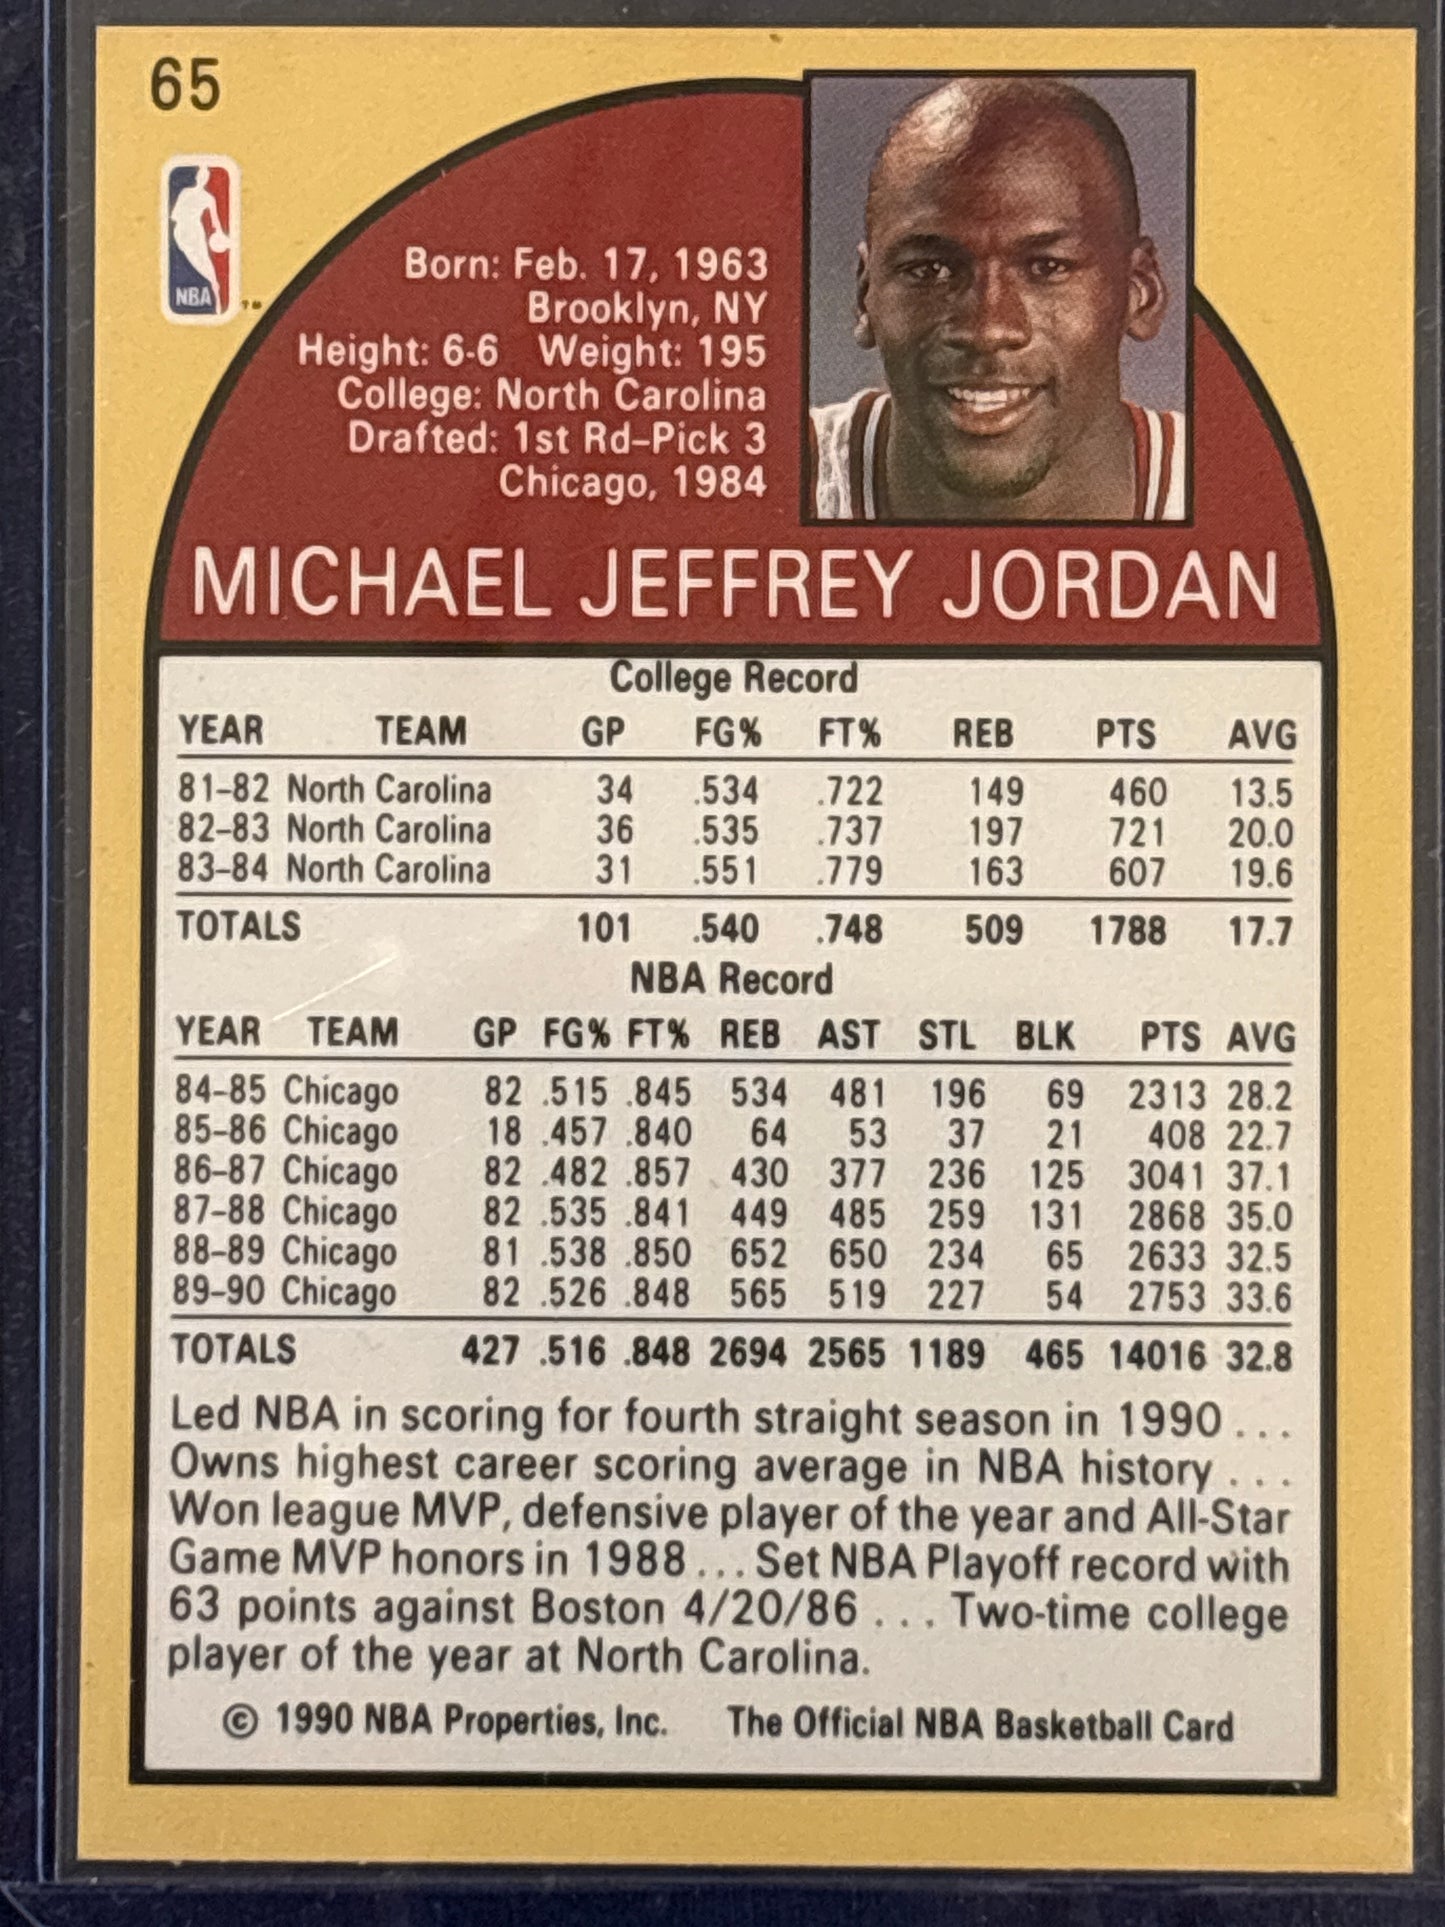 65
NBA
™
Born: Feb. 17, 1963
Brooklyn, NY
Height: 6-6 Weight: 195
College: North Carolina
Drafted: 1st Rd–Pick 3
Chicago, 1984
MICHAEL JEFFREY JORDAN
College Record
YEAR TEAM GP FG% FT% REB PTS AVG
81–82 North Carolina 34 .534 .722 149 460 13.5
82–83 North Carolina 36 .535 .737 197 721 20.0
83–84 North Carolina 31 .551 .779 163 607 19.6
TOTALS 101 .540 .748 509 1788 17.7
NBA Record
YEAR TEAM GP FG% FT% REB AST STL BLK PTS AVG
84–85 Chicago 82 .515 .845 534 481 196 69 2313 28.2
85–86 Chicago 18 .457 .840 64 53 37 21 408 22.7
86–87 Chicago 82 .482 .857 430 377 236 125 3041 37.1
87–88 Chicago 82 .535 .841 449 485 259 131 2868 35.0
88–89 Chicago 81 .538 .850 652 650 234 65 2633 32.5
89–90 Chicago 82 .526 .848 565 519 227 54 2753 33.6
TOTALS 427 .516 .848 2694 2565 1189 465 14016 32.8
Led NBA in scoring for fourth straight season in 1990 . . .
Owns highest career scoring average in NBA history . . .
Won league MVP, defensive player of the year and All-Star
Game MVP honors in 1988 . . . Set NBA Playoff record with
63 points against Boston 4/20/86 . . . Two-time college
player of the year at North Carolina.
© 1990 NBA Properties, Inc. The Official NBA Basketball Card